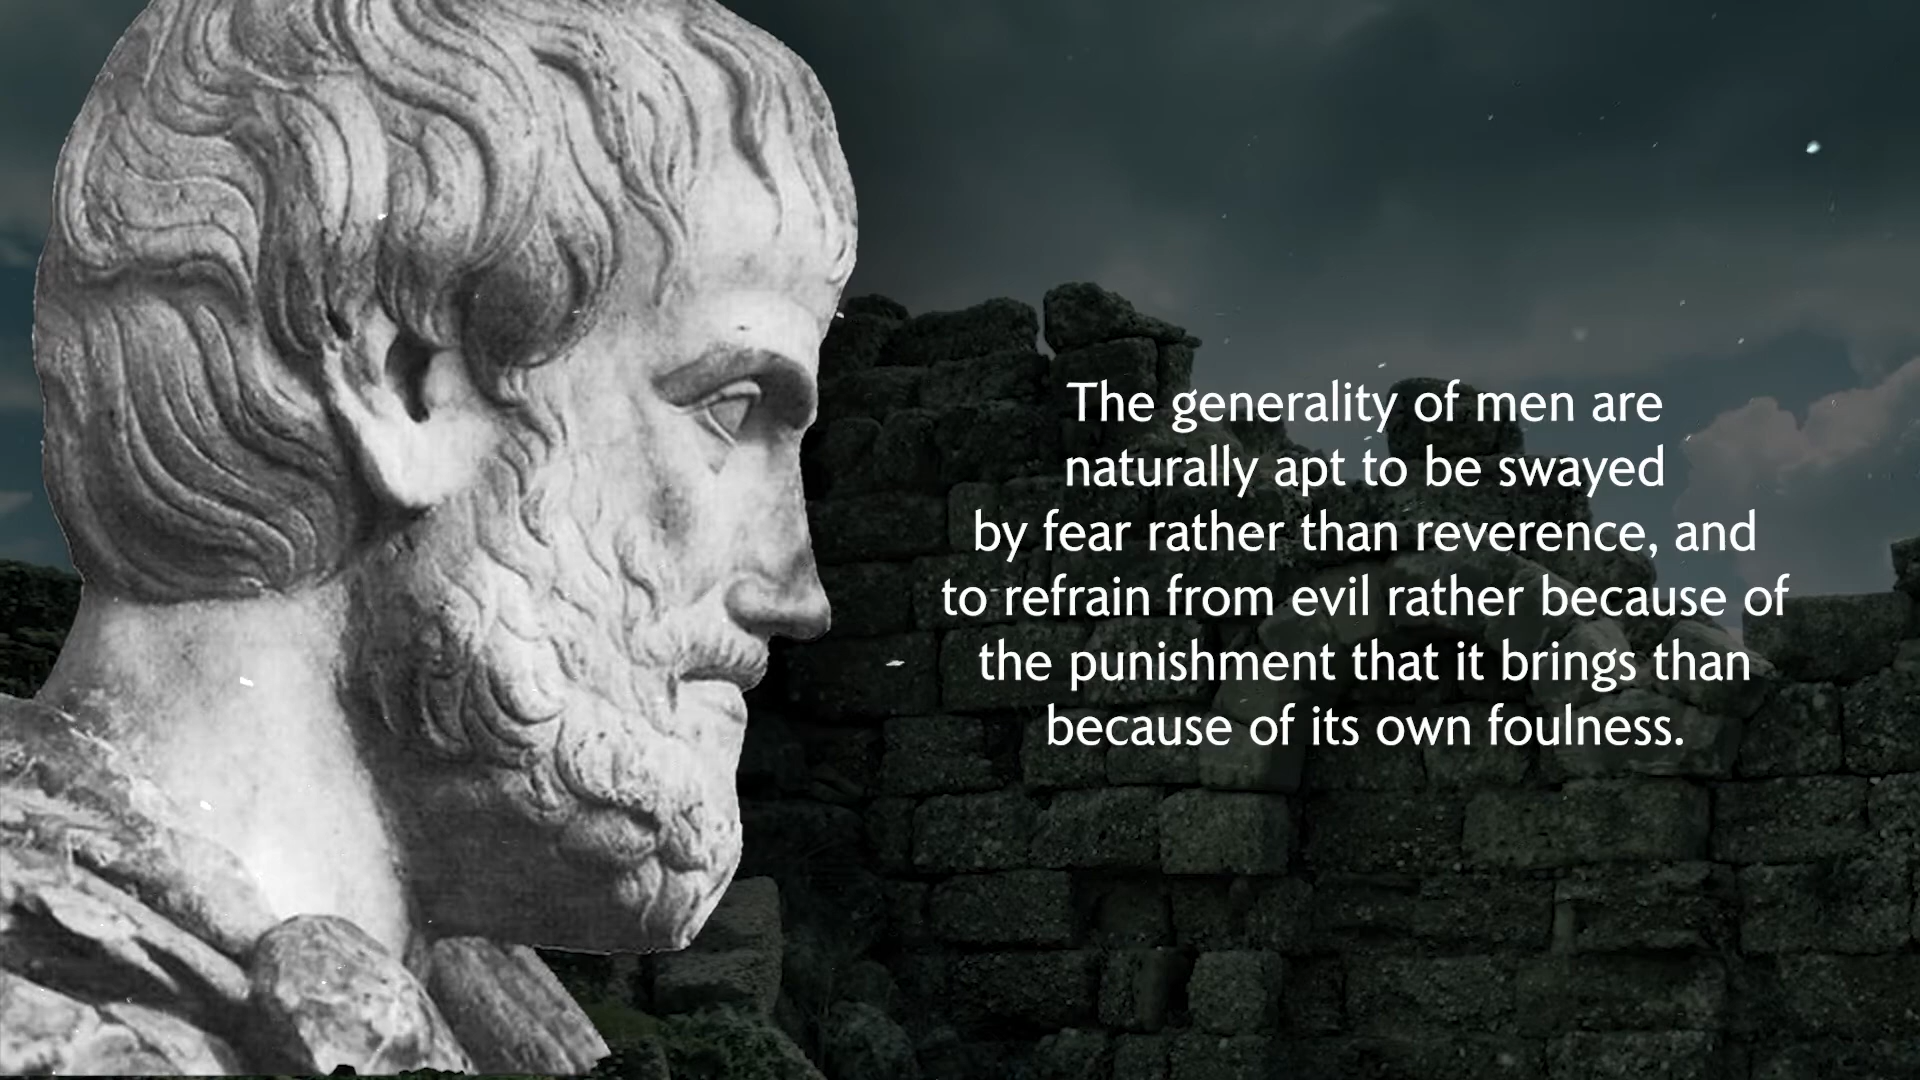 The generality of men are
naturally apt to be swayed
by fear rather than reverence, and
to refrain from evil rather because of
the punishment that it brings than
because of its own foulness.